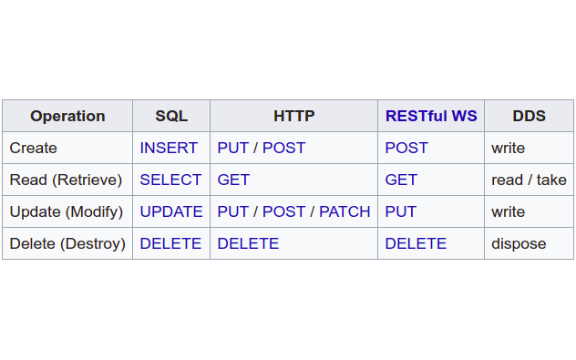 Operation SQL HTTP RESTful WS DDS
Create INSERT PUT / POST POST write
Read (Retrieve) SELECT GET GET read / take
Update (Modify) UPDATE PUT / POST / PATCH PUT write
Delete (Destroy) DELETE DELETE DELETE dispose